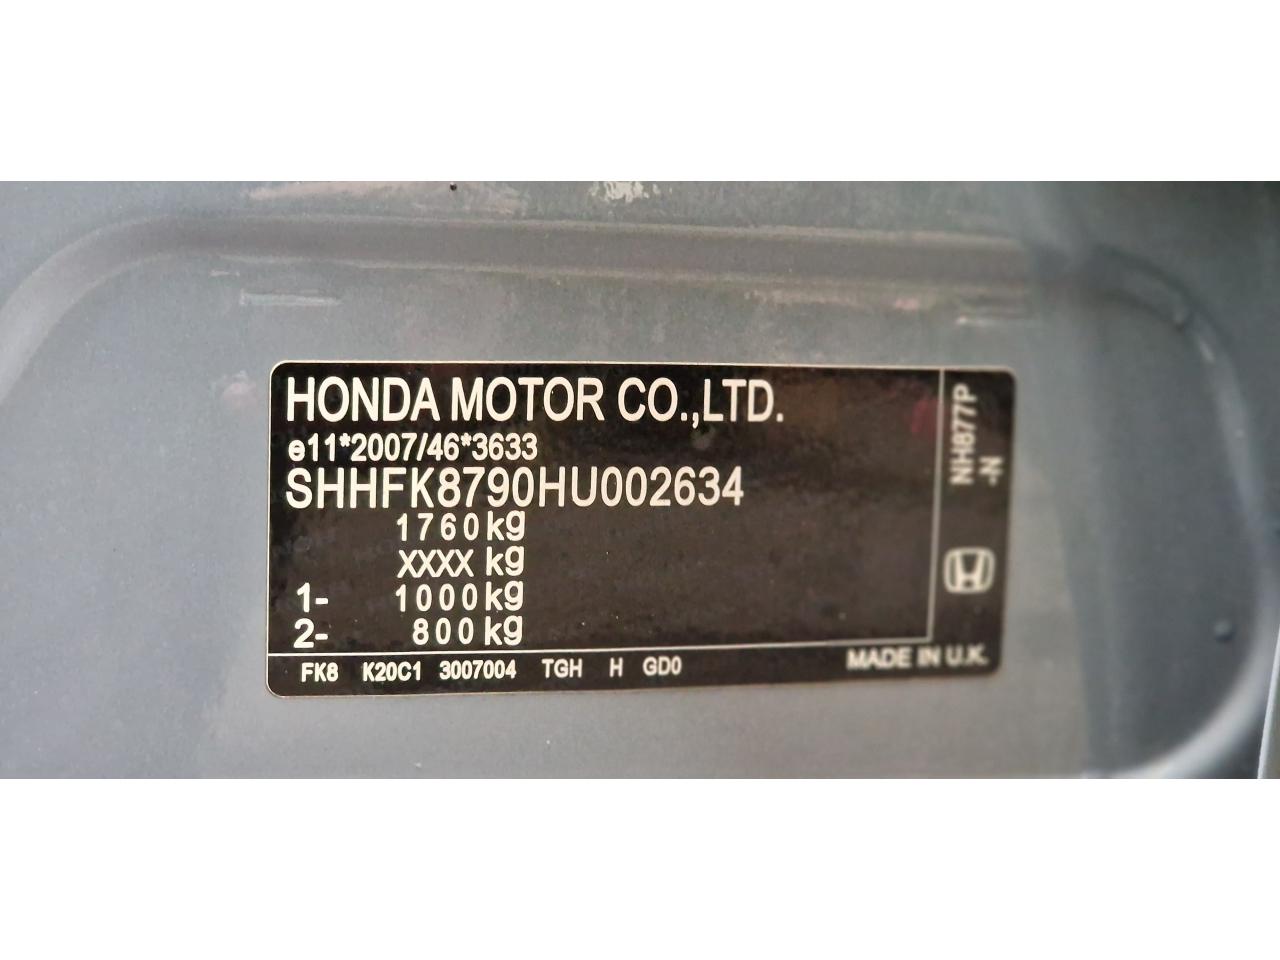 HONDA MOTOR CO.,LTD.
e11*2007/46*3633
SHHFK8790HU002634
1760kg
XXXX kg
1- 1000kg
2- 800kg
NH877P
-N
FK8 K20C1 3007004 TGH H GD0
MADE IN U.K.